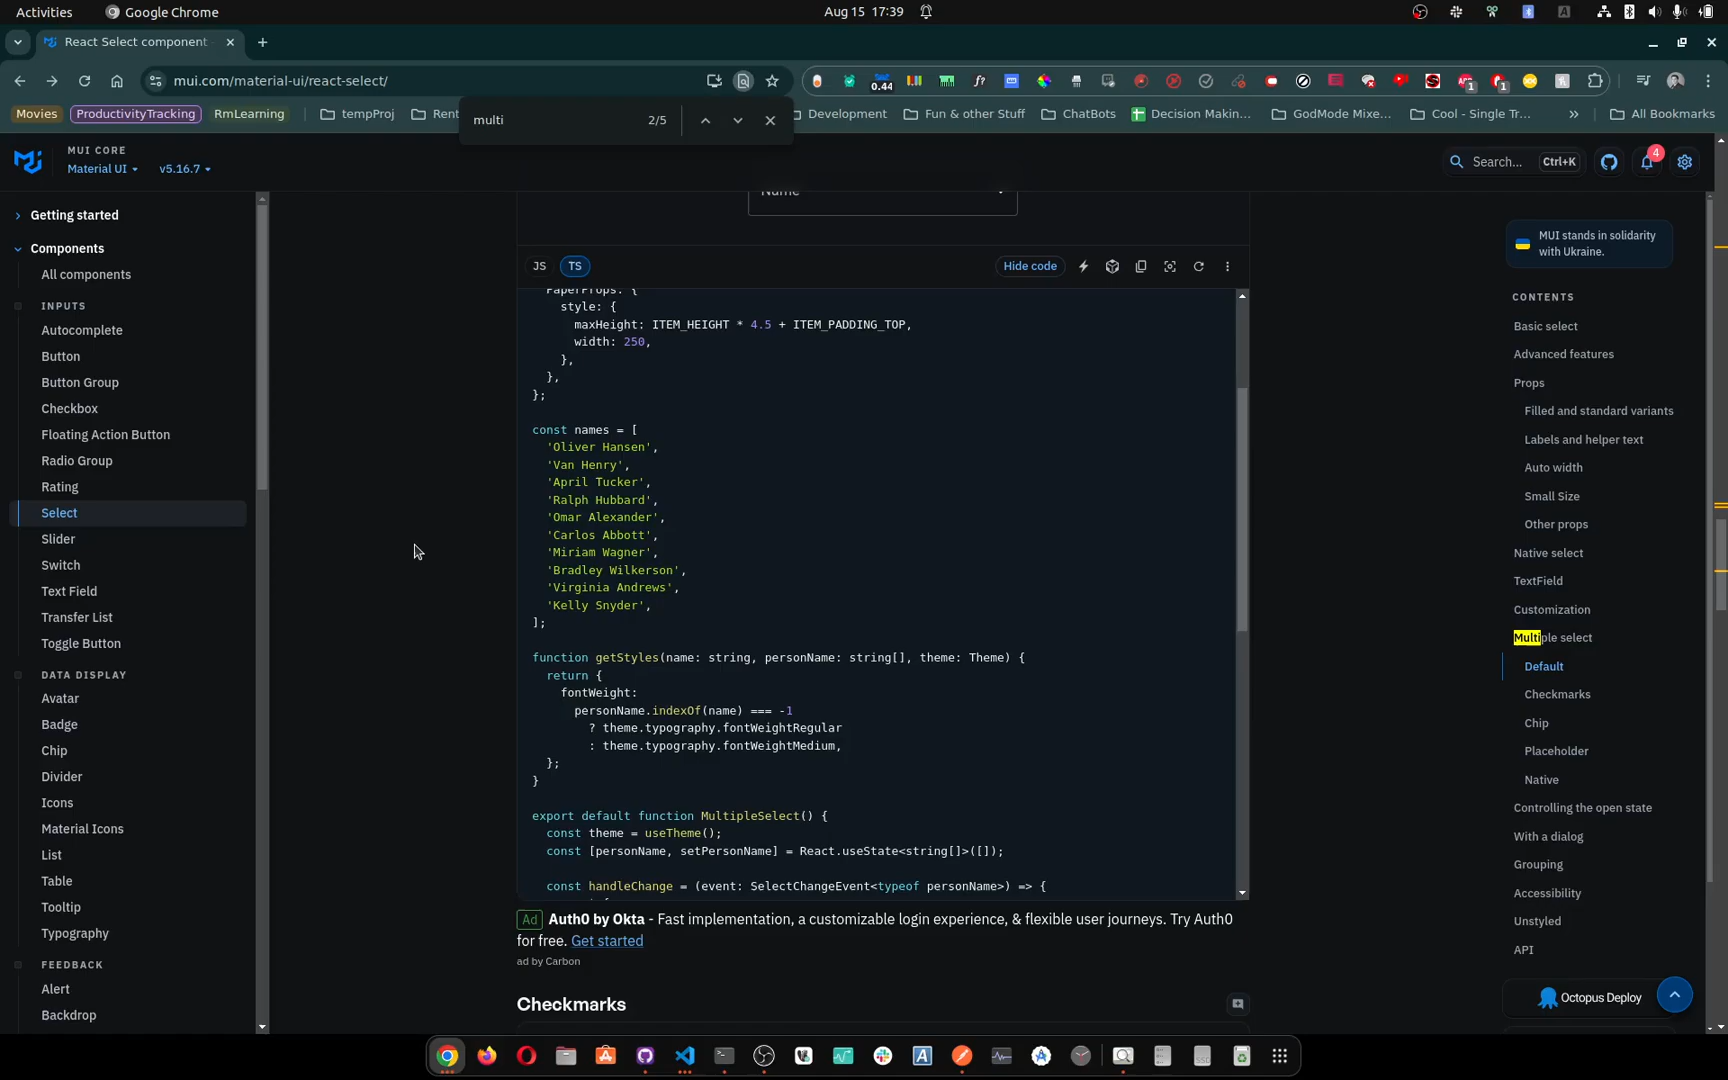 Activities
Google Chrome
Aug 15 17:39
React Select component
mui.com/material-ui/react-select/
0.44
1
1
Movies
ProductivityTracking
RmLearning
tempProj
Rent
multi
2/5
Development
Fun & other Stuff
ChatBots
Decision Making...
GodMode Mixe...
Cool - Single Tr...
»
All Bookmarks
MUI CORE
Material UI
v5.16.7
Search...
Ctrl+K
4
Getting started
Components
All components
INPUTS
Autocomplete
Button
Button Group
Checkbox
Floating Action Button
Radio Group
Rating
Select
Slider
Switch
Text Field
Transfer List
Toggle Button
DATA DISPLAY
Avatar
Badge
Chip
Divider
Icons
Material Icons
List
Table
Tooltip
Typography
FEEDBACK
Alert
Backdrop
Name
JS
TS
Hide code
PaperProps: {
style: {
maxHeight: ITEM_HEIGHT * 4.5 + ITEM_PADDING_TOP,
width: 250,
},
},
};
const names = [
'Oliver Hansen',
'Van Henry',
'April Tucker',
'Ralph Hubbard',
'Omar Alexander',
'Carlos Abbott',
'Miriam Wagner',
'Bradley Wilkerson',
'Virginia Andrews',
'Kelly Snyder',
];
function getStyles(name: string, personName: string[], theme: Theme) {
return {
fontWeight:
personName.indexOf(name) === -1
? theme.typography.fontWeightRegular
: theme.typography.fontWeightMedium,
};
}
export default function MultipleSelect() {
const theme = useTheme();
const [personName, setPersonName] = React.useState<string[]>([]);
const handleChange = (event: SelectChangeEvent<typeof personName>) => {
Ad Auth0 by Okta - Fast implementation, a customizable login experience, & flexible user journeys. Try Auth0
for free. Get started
ad by Carbon
Checkmarks
MUI stands in solidarity
with Ukraine.
CONTENTS
Basic select
Advanced features
Props
Filled and standard variants
Labels and helper text
Auto width
Small Size
Other props
Native select
TextField
Customization
Multiple select
Default
Checkmarks
Chip
Placeholder
Native
Controlling the open state
With a dialog
Grouping
Accessibility
Unstyled
API
Octopus Deploy